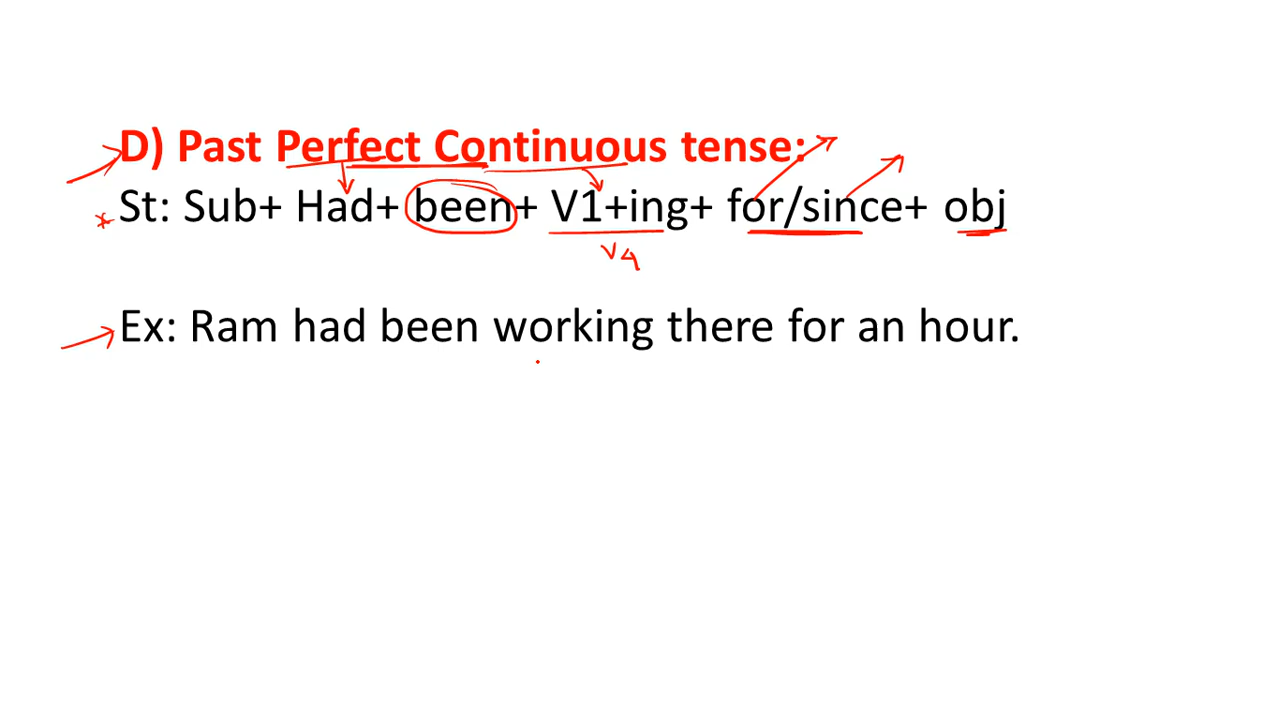 D) Past Perfect Continuous tense:
St: Sub+ Had+ been+ V1+ing+ for/since+ obj
V4
Ex: Ram had been working there for an hour.